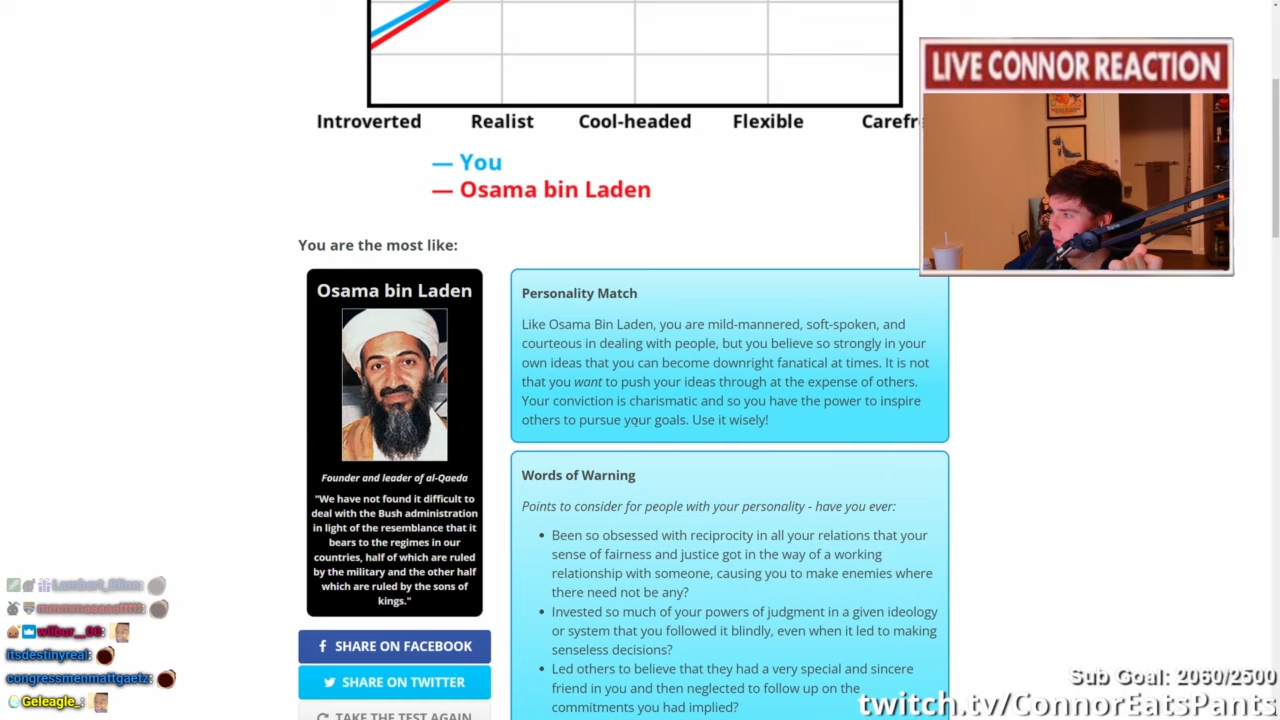 LIVE CONNOR REACTION
Introverted Realist Cool-headed Flexible Carefr
— You
— Osama bin Laden
You are the most like:
Osama bin Laden
Founder and leader of al-Qaeda
"We have not found it difficult to
deal with the Bush administration
in light of the resemblance that it
bears to the regimes in our
countries, half of which are ruled
by the military and the other half
which are ruled by the sons of
kings."
SHARE ON FACEBOOK
SHARE ON TWITTER
TAKE THE TEST AGAIN
Personality Match
Like Osama Bin Laden, you are mild-mannered, soft-spoken, and
courteous in dealing with people, but you believe so strongly in your
own ideas that you can become downright fanatical at times. It is not
that you want to push your ideas through at the expense of others.
Your conviction is charismatic and so you have the power to inspire
others to pursue your goals. Use it wisely!
Words of Warning
Points to consider for people with your personality - have you ever:
• Been so obsessed with reciprocity in all your relations that your
sense of fairness and justice got in the way of a working
relationship with someone, causing you to make enemies where
there need not be any?
• Invested so much of your powers of judgment in a given ideology
or system that you followed it blindly, even when it led to making
senseless decisions?
• Led others to believe that they had a very special and sincere
friend in you and then neglected to follow up on the
commitments you had implied?
wilbur__00:
itsdestinyreal:
congressmenmattgaetz:
Geleagle_:
Sub Goal: 2060/2500
twitch.tv/ConnorEatsPants